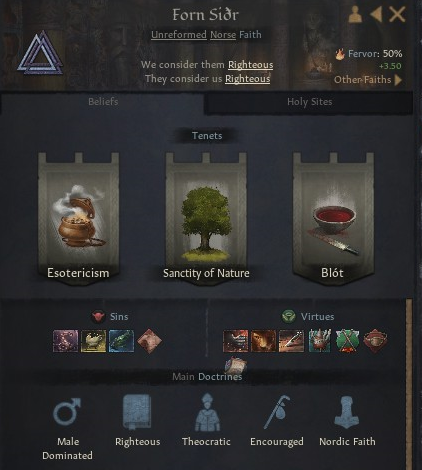 Forn Siðr
Unreformed Norse Faith
Fervor: 50%
+3.50
We consider them Righteous
They consider us Righteous
Other Faiths
Beliefs
Holy Sites
Tenets
Esotericism
Sanctity of Nature
Blót
Sins
Virtues
Main Doctrines
Male
Dominated
Righteous
Theocratic
Encouraged
Nordic Faith